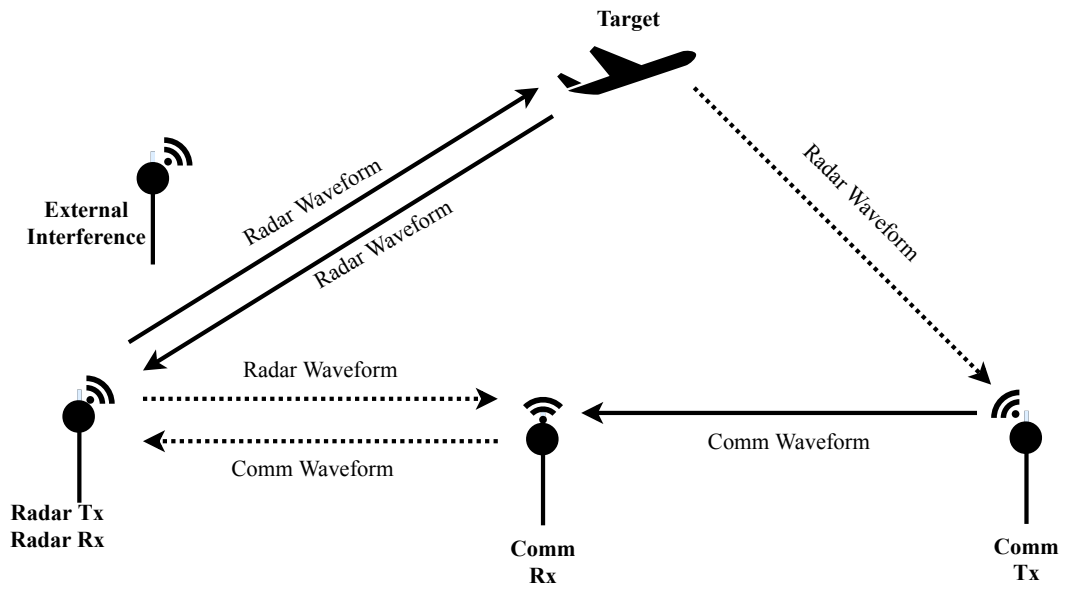 Target
Radar Waveform
Radar Waveform
Radar Waveform
External
Interference
Radar Waveform
Comm Waveform
Comm Waveform
Radar Tx
Radar Rx
Comm
Rx
Comm
Tx